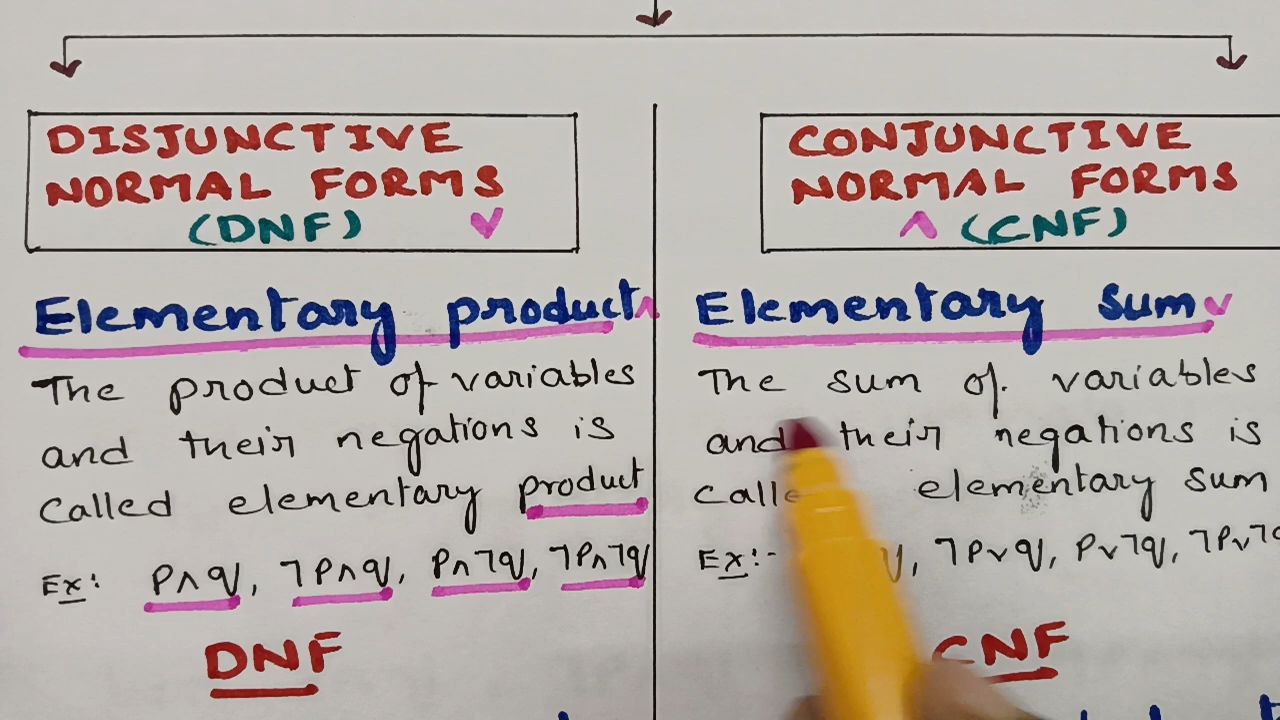 DISJUNCTIVE
NORMAL FORMS
(DNF) ∨
Elementary product ∧
The product of variables
and their negations is
called elementary product
Ex: P∧q, ¬P∧q, P∧¬q, ¬P∧¬q
DNF
CONJUNCTIVE
NORMAL FORMS
∧ (CNF)
Elementary sum ∨
The sum of variables
and their negations is
elementary sum
Ex:- ¬P∨q, P∨¬q,
CNF